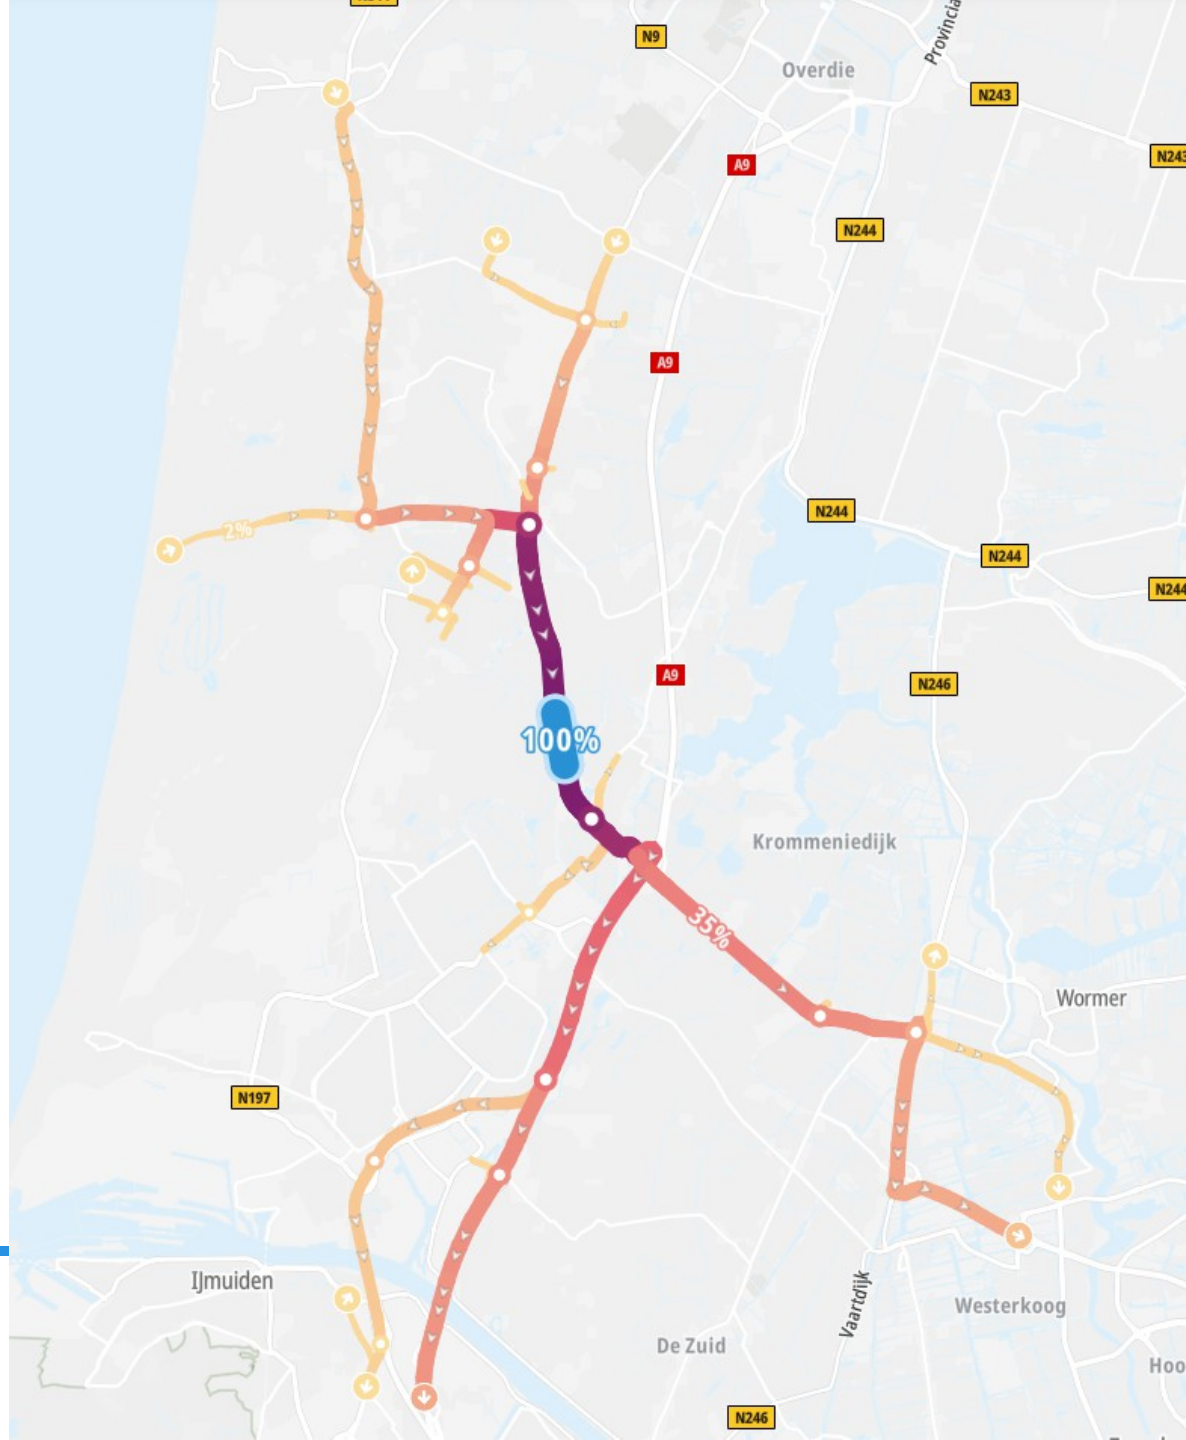 N9
Overdie
Provincia
N243
N243
A9
N244
A9
N244
2%
N244
N244
A9
N246
100%
Krommeniedijk
35%
Wormer
N197
IJmuiden
Vaartdijk
Westerkoog
De Zuid
Hoo
N246